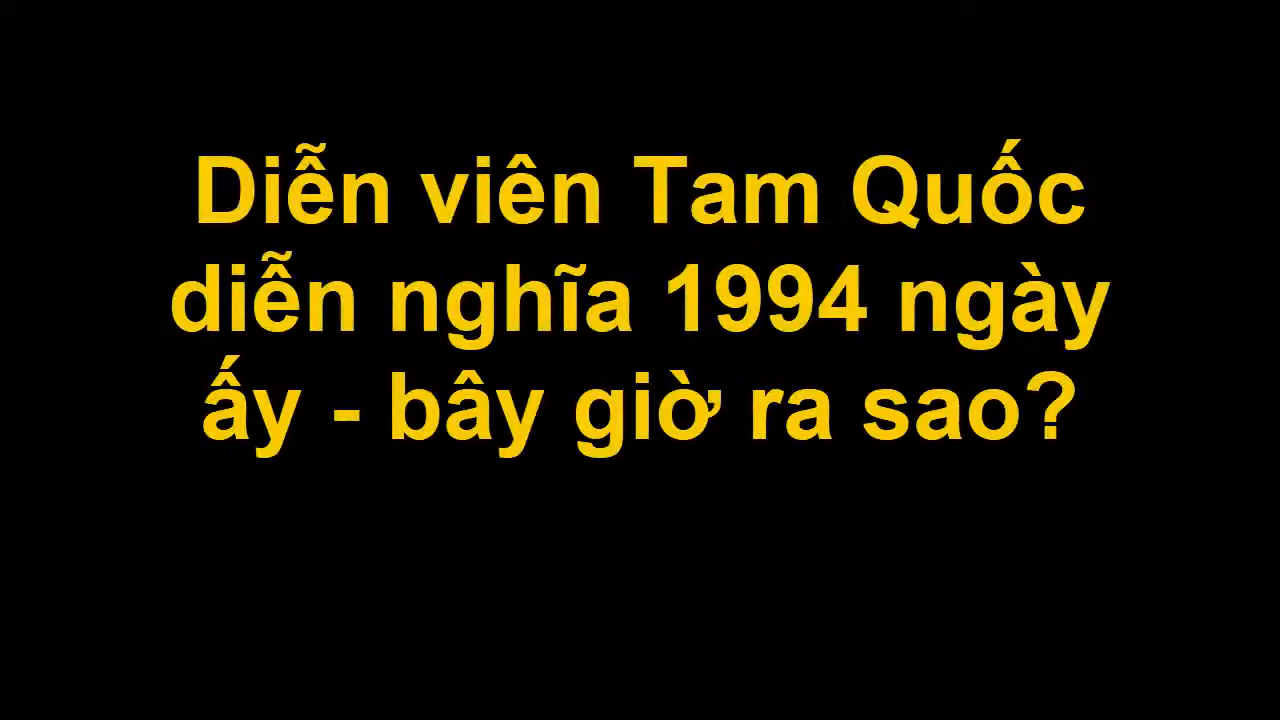 Diễn viên Tam Quốc
diễn nghĩa 1994 ngày
ấy - bây giờ ra sao?